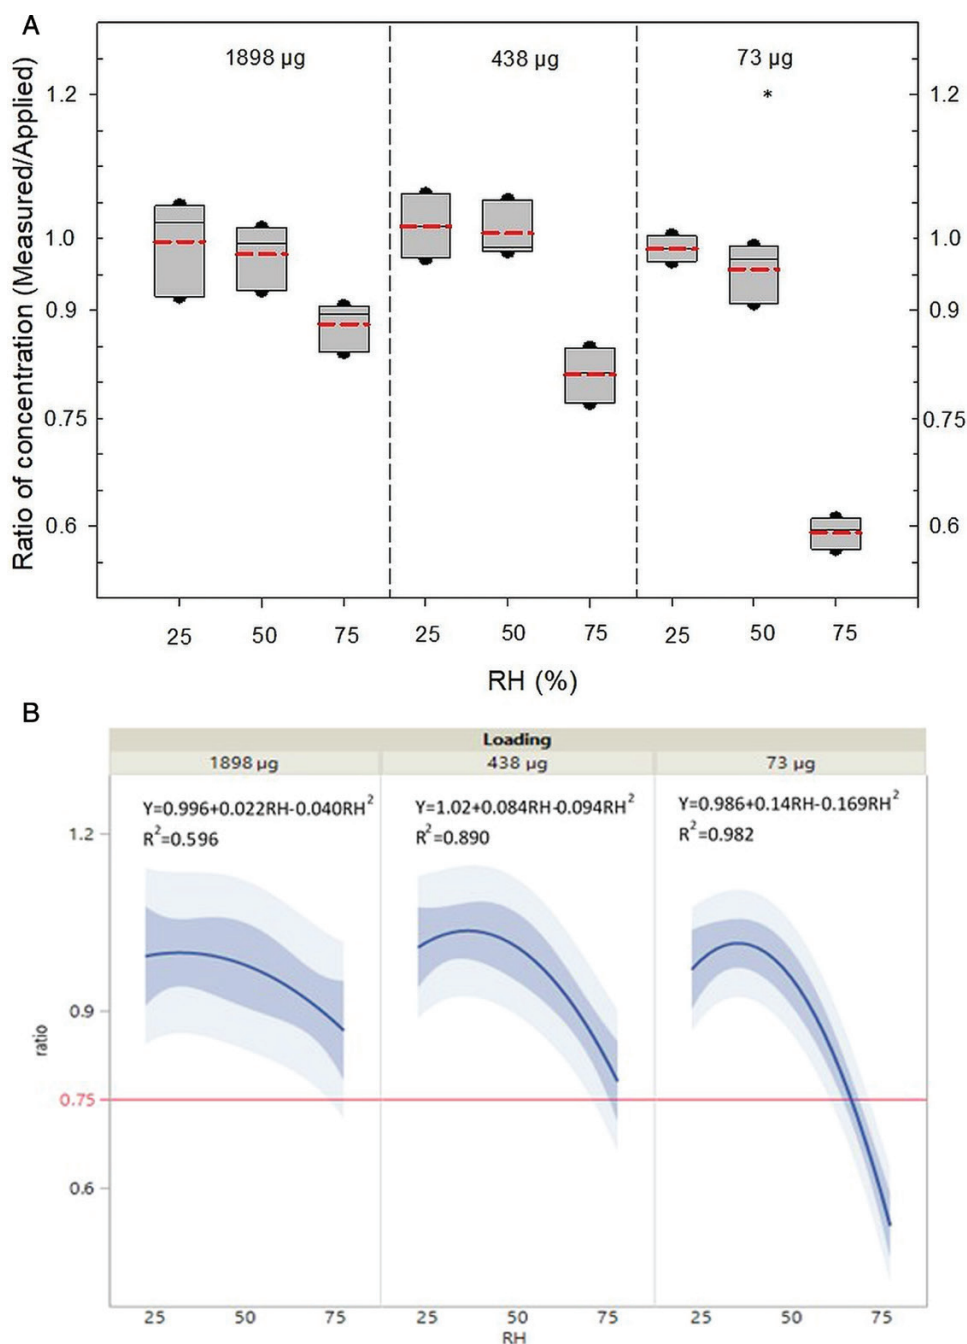 A
Ratio of concentration (Measured/Applied)
1898 µg 438 µg 73 µg
1.2 * 1.2
1.0 1.0
0.9 0.9
0.75 0.75
0.6 0.6
25 50 75 25 50 75 25 50 75
RH (%)
B
Loading
1898 µg 438 µg 73 µg
Y=0.996+0.022RH-0.040RH² Y=1.02+0.084RH-0.094RH² Y=0.986+0.14RH-0.169RH²
R²=0.596 R²=0.890 R²=0.982
1.2
0.9
ratio
0.75
0.6
25 50 75 25 50 75 25 50 75
RH